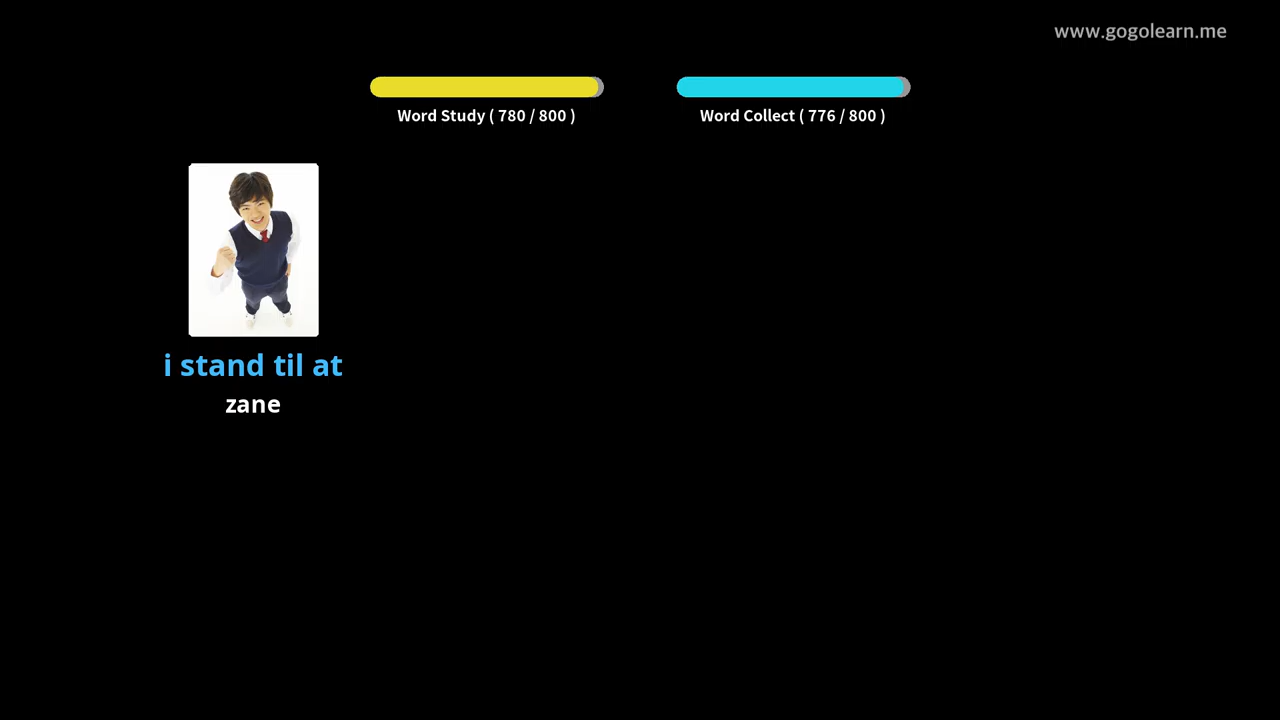 www.gogolearn.me
Word Study ( 780 / 800 )
Word Collect ( 776 / 800 )
i stand til at
zane